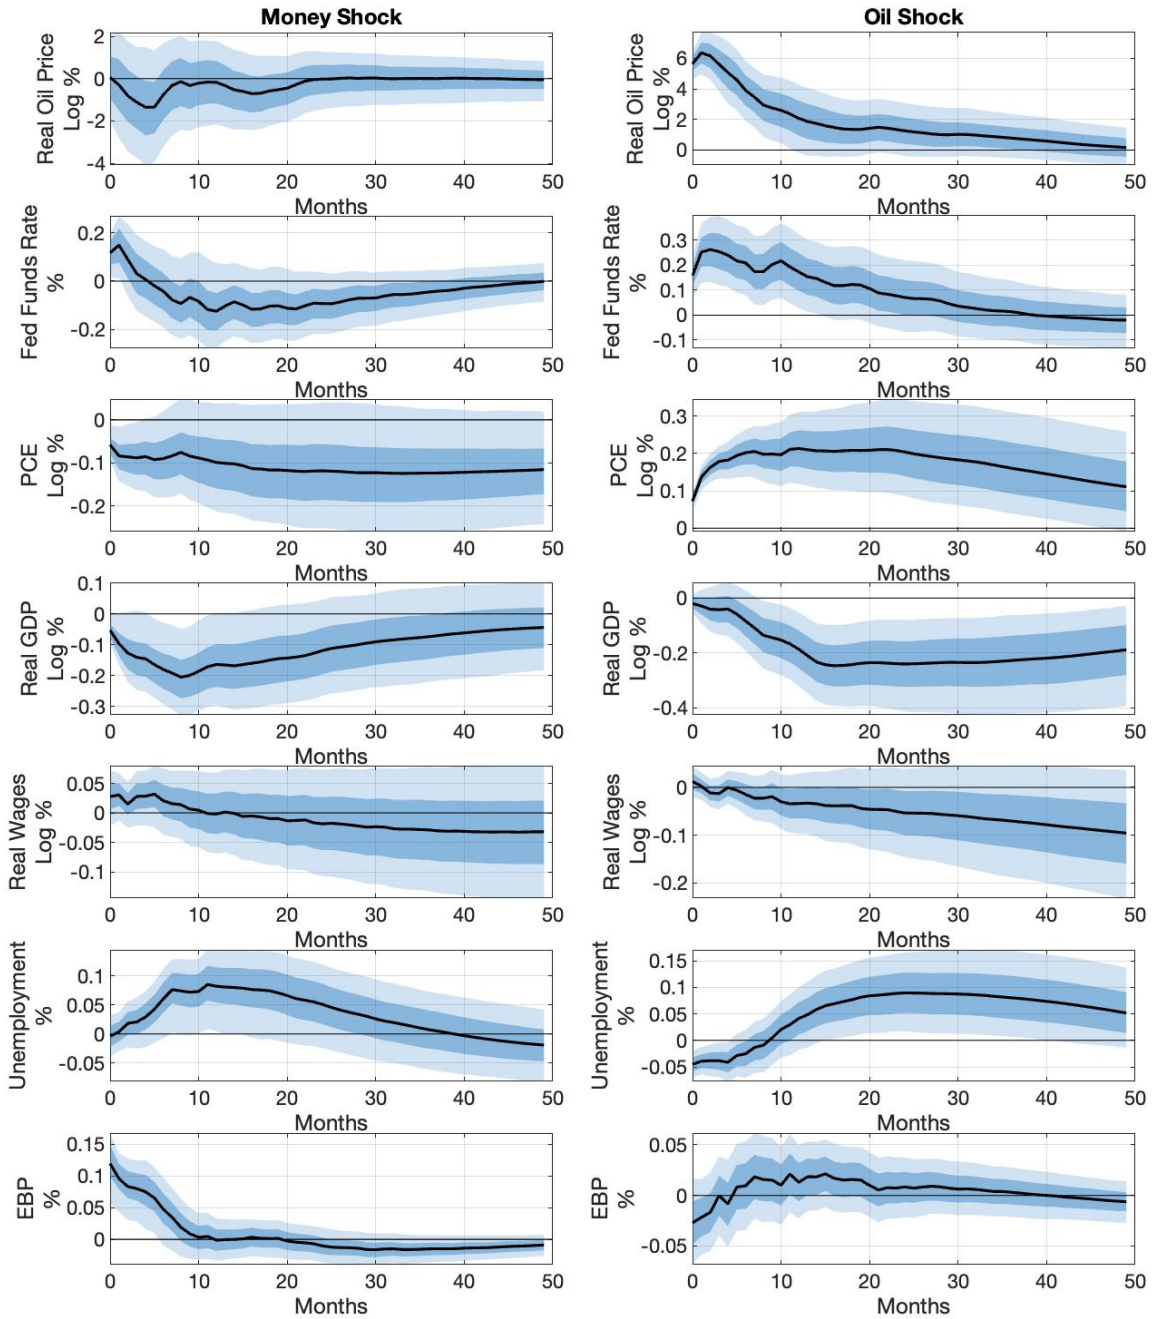 Money Shock
Real Oil Price
Log %
2
0
-2
-4
0 10 20 30 40 50
Months
Fed Funds Rate
%
0.2
0
-0.2
0 10 20 30 40 50
Months
PCE
Log %
0
-0.1
-0.2
0 10 20 30 40 50
Months
Real GDP
Log %
0.1
0
-0.1
-0.2
-0.3
0 10 20 30 40 50
Months
Real Wages
Log %
0.05
0
-0.05
-0.1
0 10 20 30 40 50
Months
Unemployment
%
0.1
0.05
0
-0.05
0 10 20 30 40 50
Months
EBP
%
0.15
0.1
0.05
0
0 10 20 30 40 50
Months
Oil Shock
Real Oil Price
Log %
6
4
2
0
0 10 20 30 40 50
Months
Fed Funds Rate
%
0.3
0.2
0.1
0
-0.1
0 10 20 30 40 50
Months
PCE
Log %
0.3
0.2
0.1
0
0 10 20 30 40 50
Months
Real GDP
Log %
0
-0.2
-0.4
0 10 20 30 40 50
Months
Real Wages
Log %
0
-0.1
-0.2
0 10 20 30 40 50
Months
Unemployment
%
0.15
0.1
0.05
0
-0.05
0 10 20 30 40 50
Months
EBP
%
0.05
0
-0.05
0 10 20 30 40 50
Months